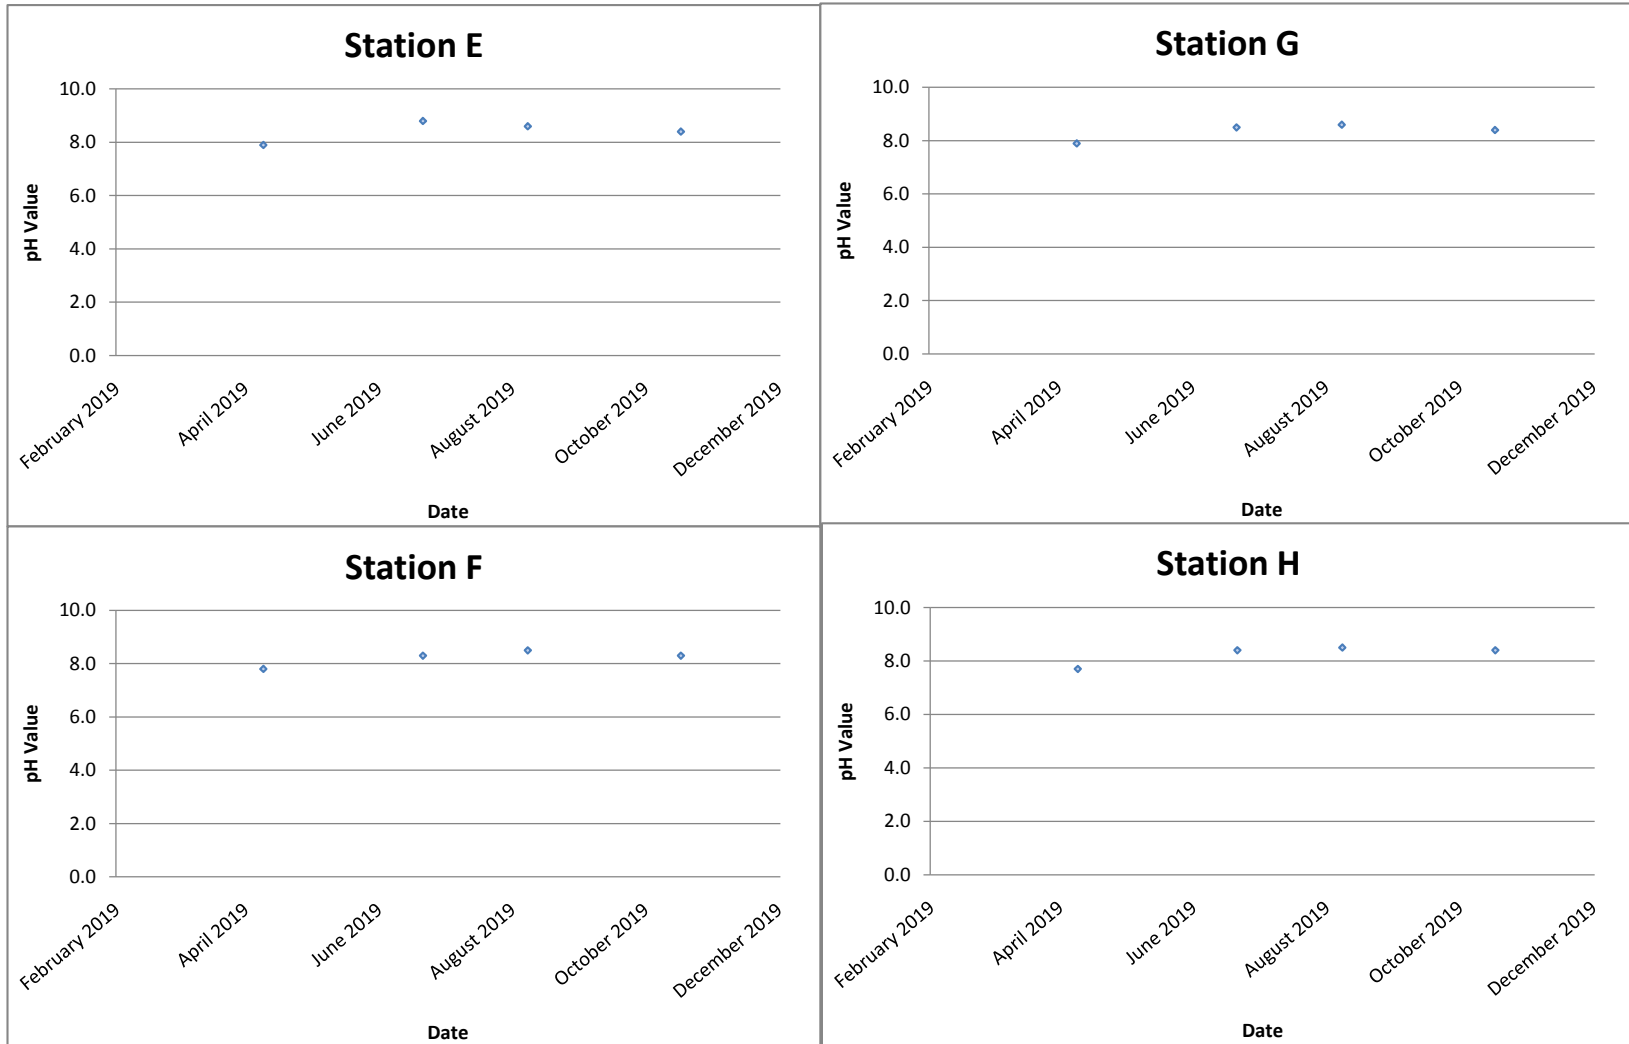 Station E
10.0
8.0
6.0
4.0
2.0
0.0
pH Value
February 2019
April 2019
June 2019
August 2019
October 2019
December 2019
Date
Station G
10.0
8.0
6.0
4.0
2.0
0.0
pH Value
February 2019
April 2019
June 2019
August 2019
October 2019
December 2019
Date
Station F
10.0
8.0
6.0
4.0
2.0
0.0
pH Value
February 2019
April 2019
June 2019
August 2019
October 2019
December 2019
Date
Station H
10.0
8.0
6.0
4.0
2.0
0.0
pH Value
February 2019
April 2019
June 2019
August 2019
October 2019
December 2019
Date